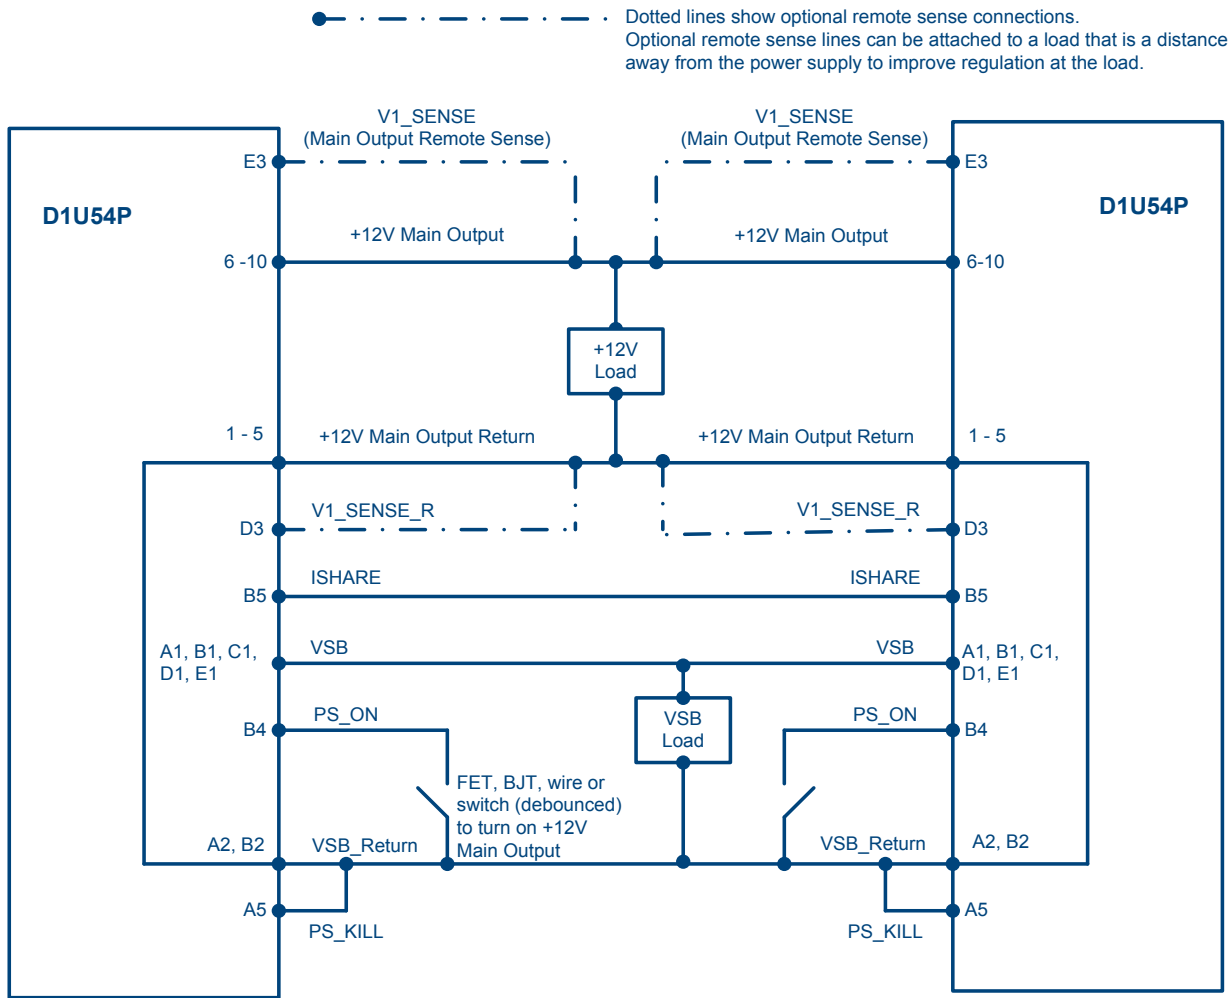 Dotted lines show optional remote sense connections.
Optional remote sense lines can be attached to a load that is a distance
away from the power supply to improve regulation at the load.
V1_SENSE
(Main Output Remote Sense)
V1_SENSE
(Main Output Remote Sense)
E3
E3
D1U54P
D1U54P
+12V Main Output
+12V Main Output
6 -10
6-10
+12V
Load
1 - 5
+12V Main Output Return
+12V Main Output Return
1 - 5
V1_SENSE_R
V1_SENSE_R
D3
D3
ISHARE
ISHARE
B5
B5
A1, B1, C1,
D1, E1
VSB
VSB
A1, B1, C1,
D1, E1
PS_ON
PS_ON
B4
B4
VSB
Load
FET, BJT, wire or
switch (debounced)
to turn on +12V
Main Output
A2, B2
VSB_Return
VSB_Return
A2, B2
A5
A5
PS_KILL
PS_KILL